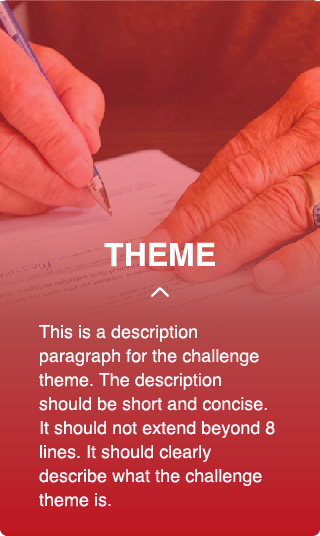 THEME
This is a description
paragraph for the challenge
theme. The description
should be short and concise.
It should not extend beyond 8
lines. It should clearly
describe what the challenge
theme is.